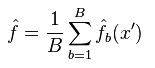 $\hat{f} = \frac{1}{B} \sum_{b=1}^{B} \hat{f}_b(x')$